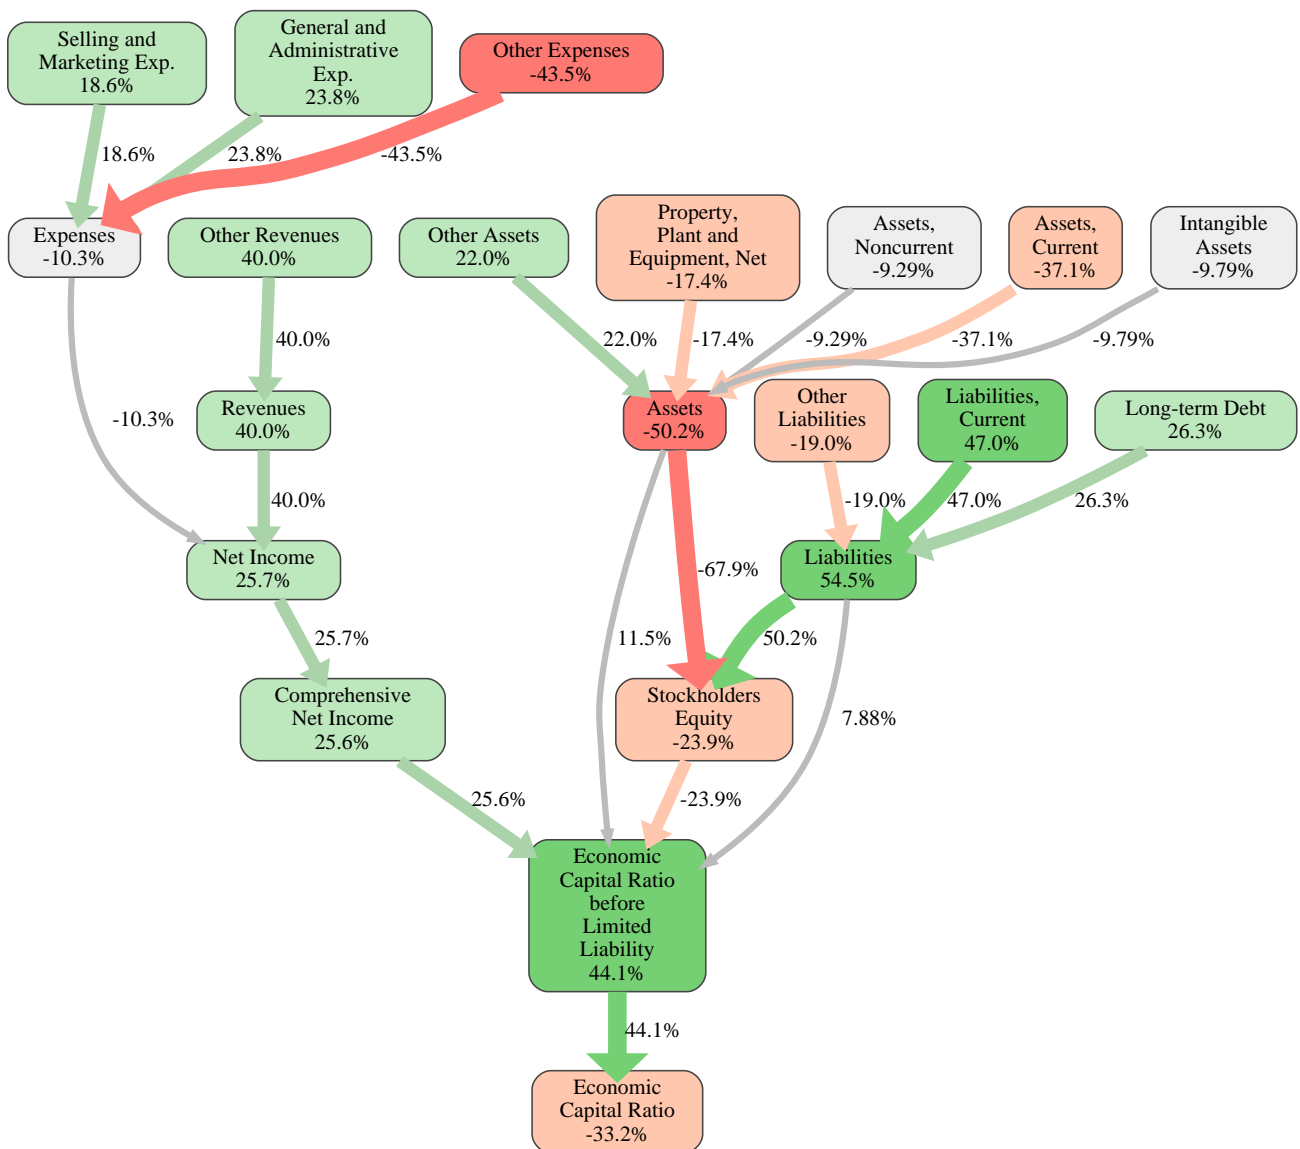 Selling and
Marketing Exp.
18.6%
General and
Administrative
Exp.
23.8%
Other Expenses
-43.5%
18.6%
23.8%
-43.5%
Expenses
-10.3%
Other Revenues
40.0%
Other Assets
22.0%
Property,
Plant and
Equipment, Net
-17.4%
Assets,
Noncurrent
-9.29%
Assets,
Current
-37.1%
Intangible
Assets
-9.79%
40.0%
22.0%
-17.4%
-9.29%
-37.1%
-9.79%
-10.3%
Revenues
40.0%
Assets
-50.2%
Other
Liabilities
-19.0%
Liabilities,
Current
47.0%
Long-term Debt
26.3%
40.0%
-19.0%
47.0%
26.3%
Net Income
25.7%
-67.9%
Liabilities
54.5%
25.7%
11.5%
50.2%
Comprehensive
Net Income
25.6%
Stockholders
Equity
-23.9%
7.88%
25.6%
-23.9%
Economic
Capital Ratio
before
Limited
Liability
44.1%
44.1%
Economic
Capital Ratio
-33.2%